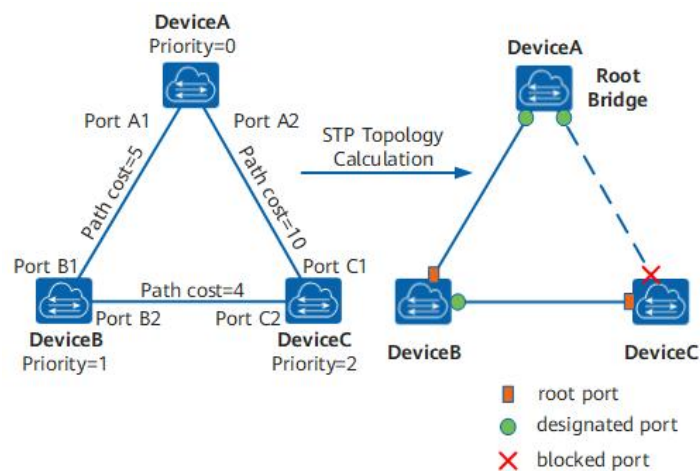 DeviceA
Priority=0
Port A1
Port A2
Path cost=5
Path cost=10
Port B1
Port C1
Path cost=4
Port B2
Port C2
DeviceB
Priority=1
DeviceC
Priority=2
STP Topology
Calculation
DeviceA
Root
Bridge
DeviceB
DeviceC
root port
designated port
blocked port